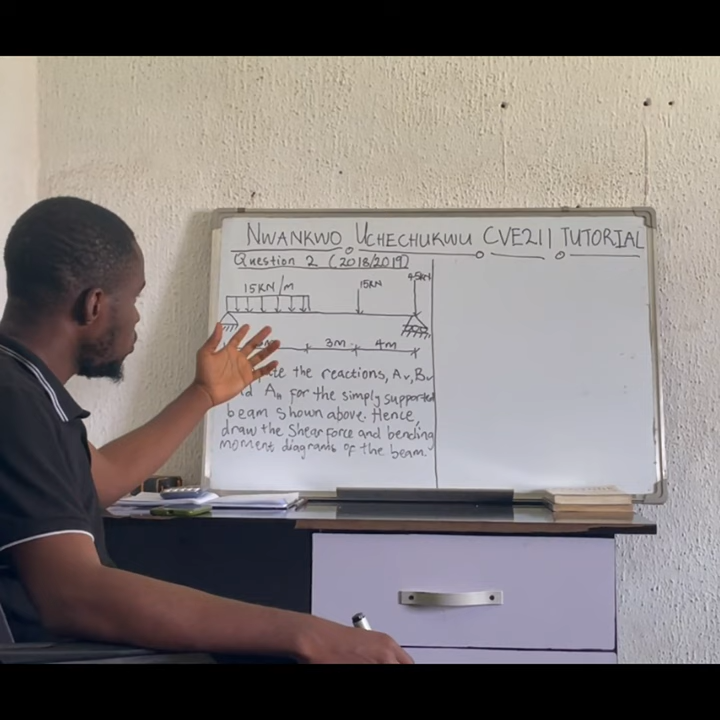 NWANKWO UCHECHUKWU CVE211 TUTORIAL
Question 2 (2018/2019)
15KN/M
15KN
45KN
3M
4M
the reactions, Av, Bv
AH for the simply supported
beam shown above. Hence,
draw the Shear force and bending
moment diagrams of the beam.